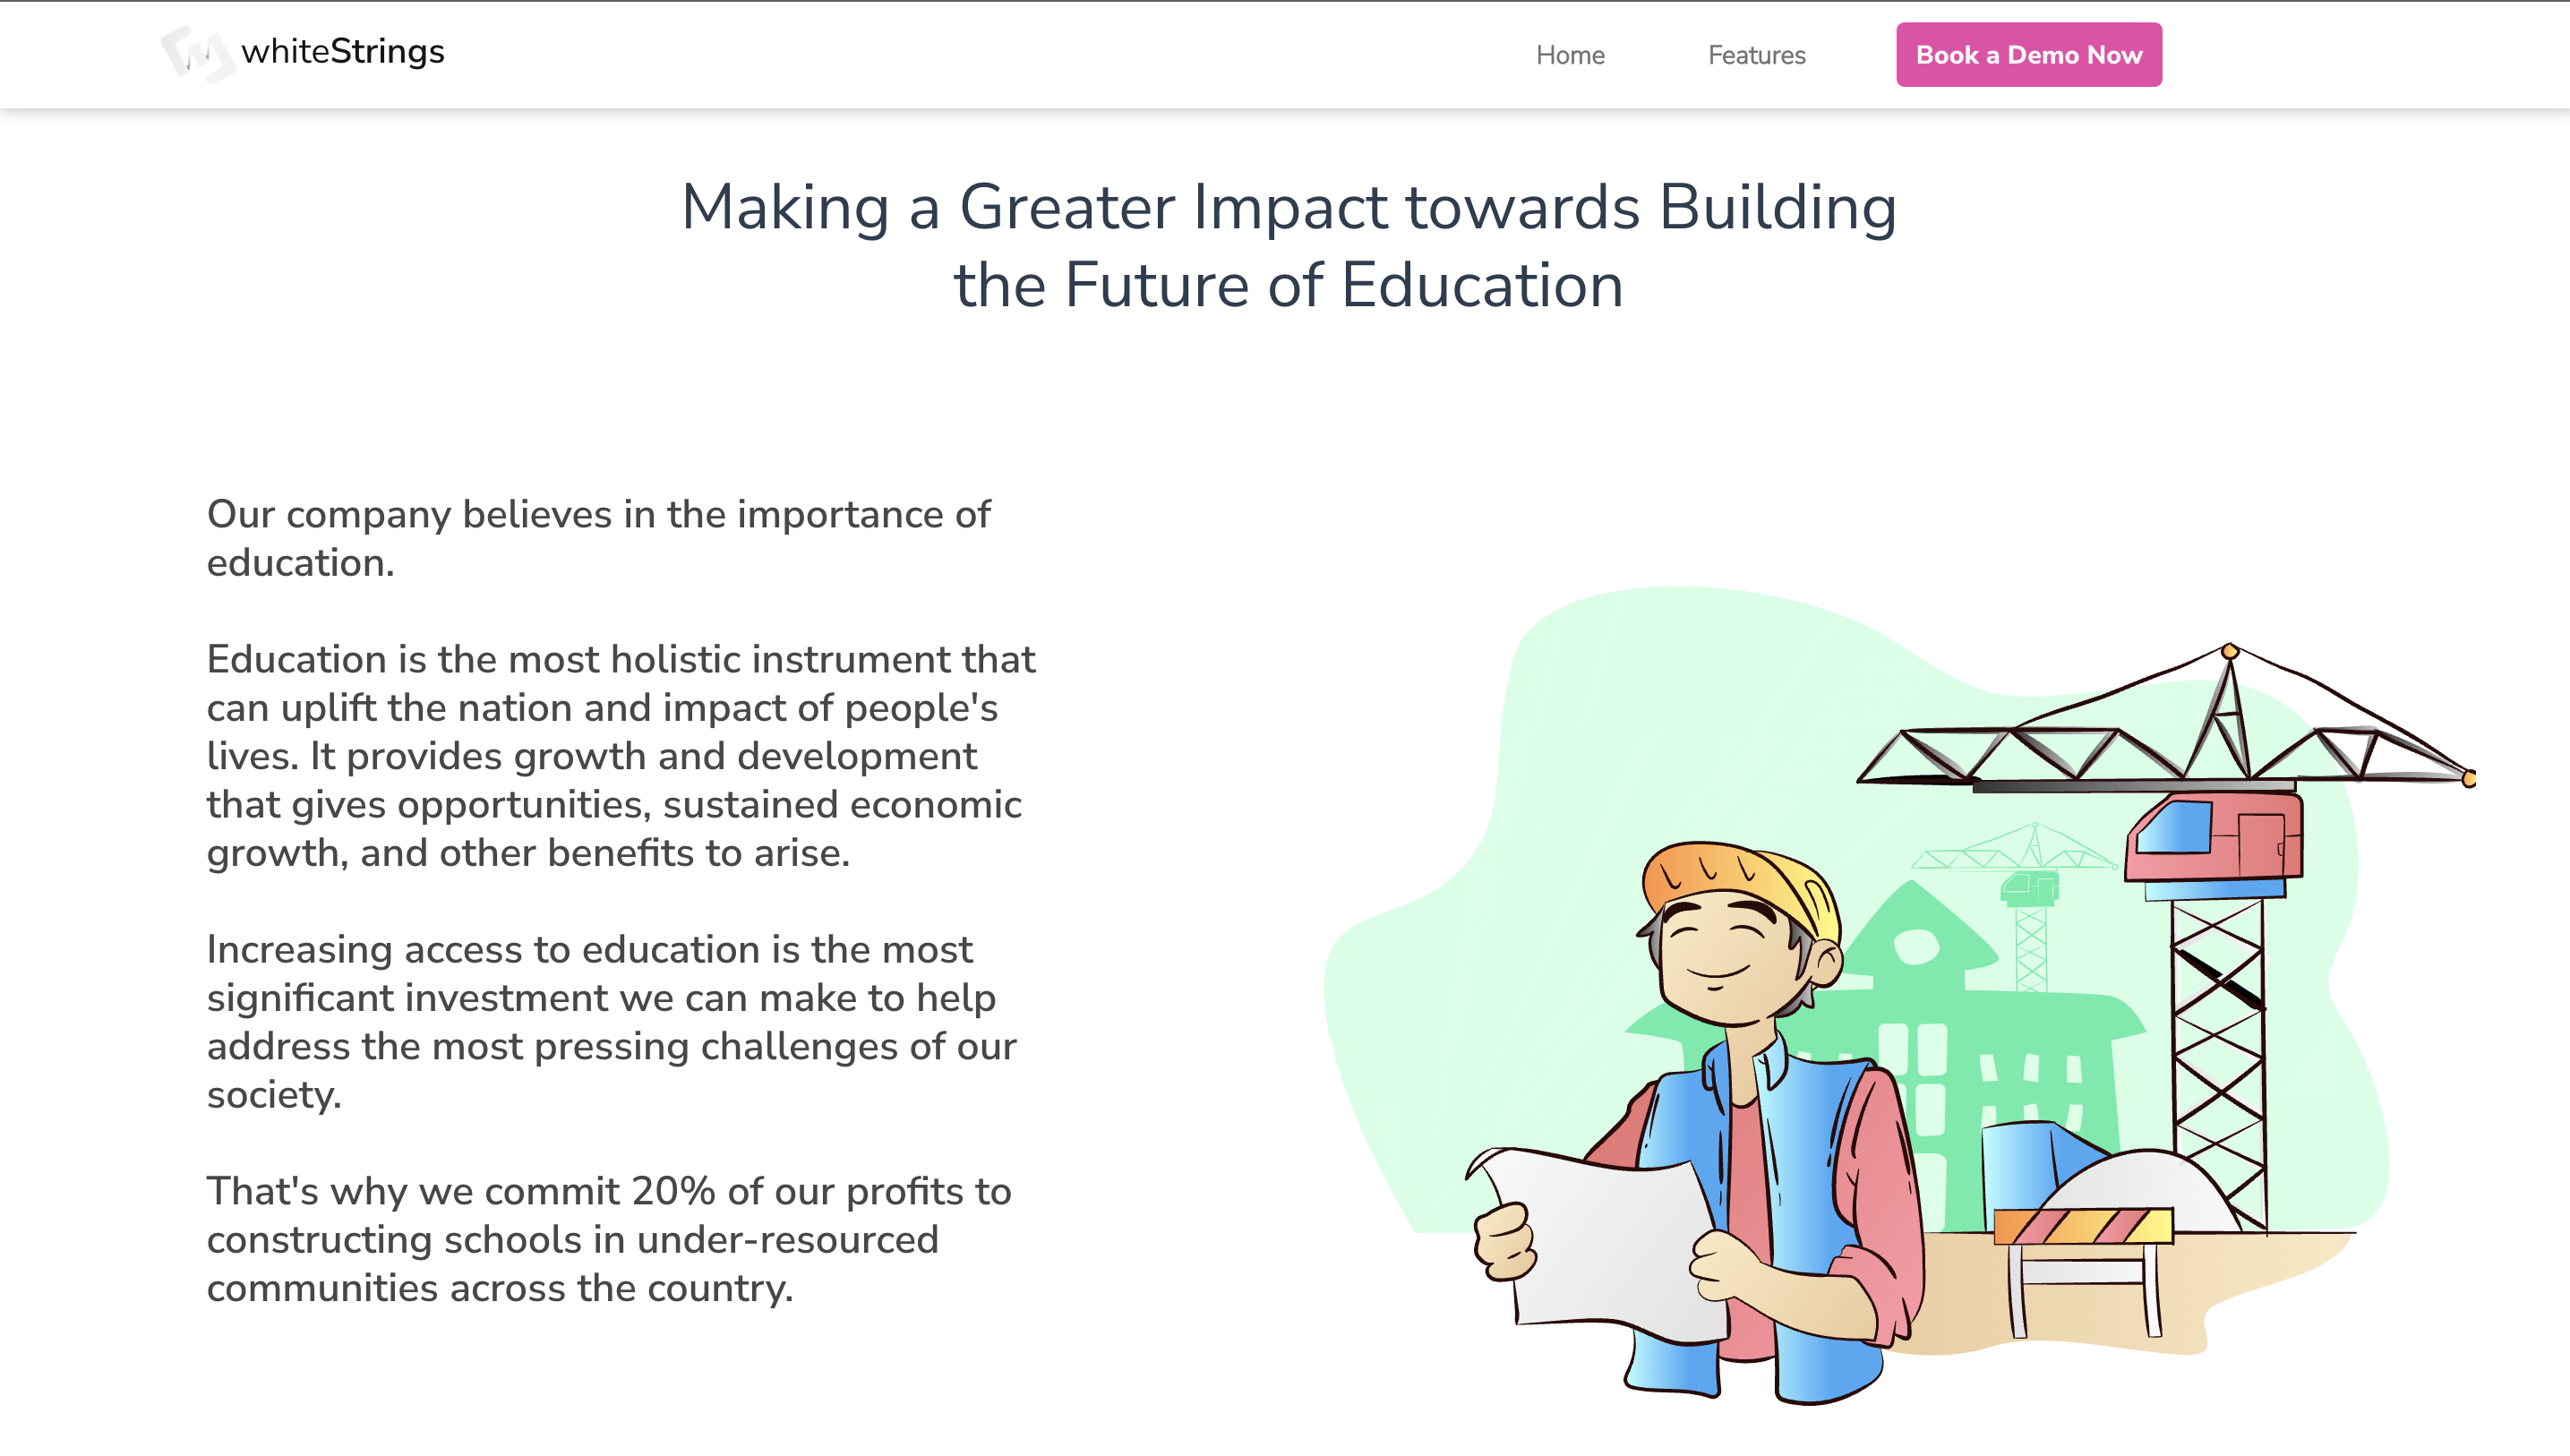 whiteStrings
Home
Features
Book a Demo Now
Making a Greater Impact towards Building
the Future of Education
Our company believes in the importance of
education.
Education is the most holistic instrument that
can uplift the nation and impact of people's
lives. It provides growth and development
that gives opportunities, sustained economic
growth, and other benefits to arise.
Increasing access to education is the most
significant investment we can make to help
address the most pressing challenges of our
society.
That's why we commit 20% of our profits to
constructing schools in under-resourced
communities across the country.